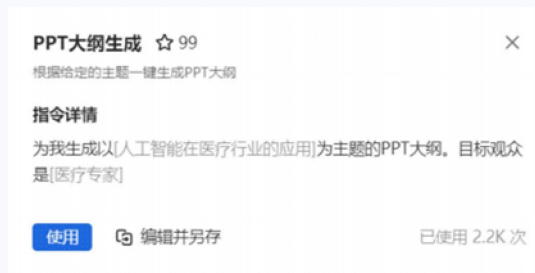 PPT大纲生成 99
根据给定的主题一键生成PPT大纲
指令详情
为我生成以[人工智能在医疗行业的应用]为主题的PPT大纲。目标观众
是[医疗专家]
使用 编辑并另存 已使用 2.2K 次